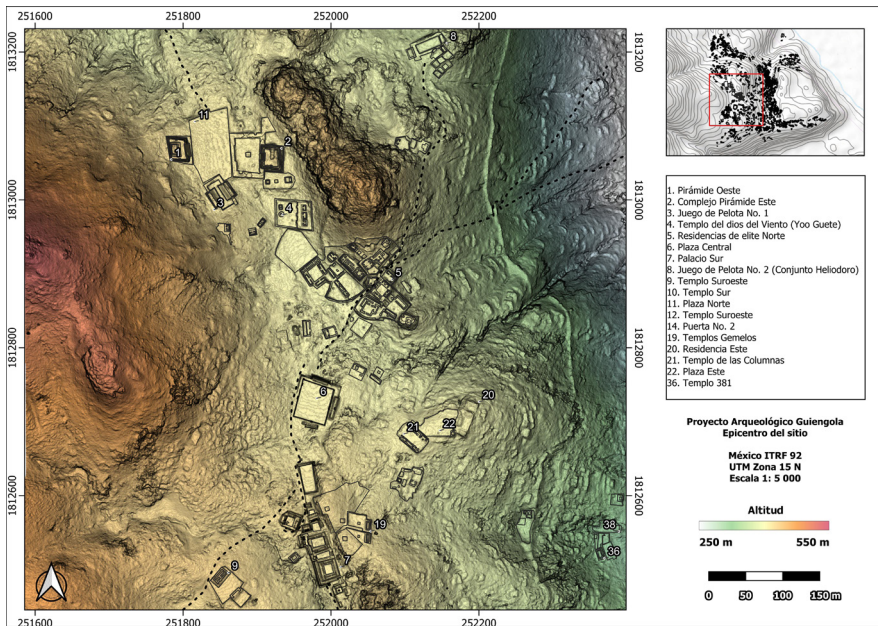 251600
251800
252000
252200
1813200
1813200
8
11
1
2
3
4
1813000
1813000
5
1812800
1812800
6
20
21
22
1812600
1812600
19
38
36
7
9
251600
251800
252000
252200
1. Pirámide Oeste
2. Complejo Pirámide Este
3. Juego de Pelota No. 1
4. Templo del dios del Viento (Yoo Guete)
5. Residencias de elite Norte
6. Plaza Central
7. Palacio Sur
8. Juego de Pelota No. 2 (Conjunto Heliodoro)
9. Templo Suroeste
10. Templo Sur
11. Plaza Norte
12. Templo Suroeste
14. Puerta No. 2
19. Templos Gemelos
20. Residencia Este
21. Templo de las Columnas
22. Plaza Este
36. Templo 381
Proyecto Arqueológico Guiengola
Epicentro del sitio
México ITRF 92
UTM Zona 15 N
Escala 1: 5 000
Altitud
250 m
550 m
0
50
100
150 m